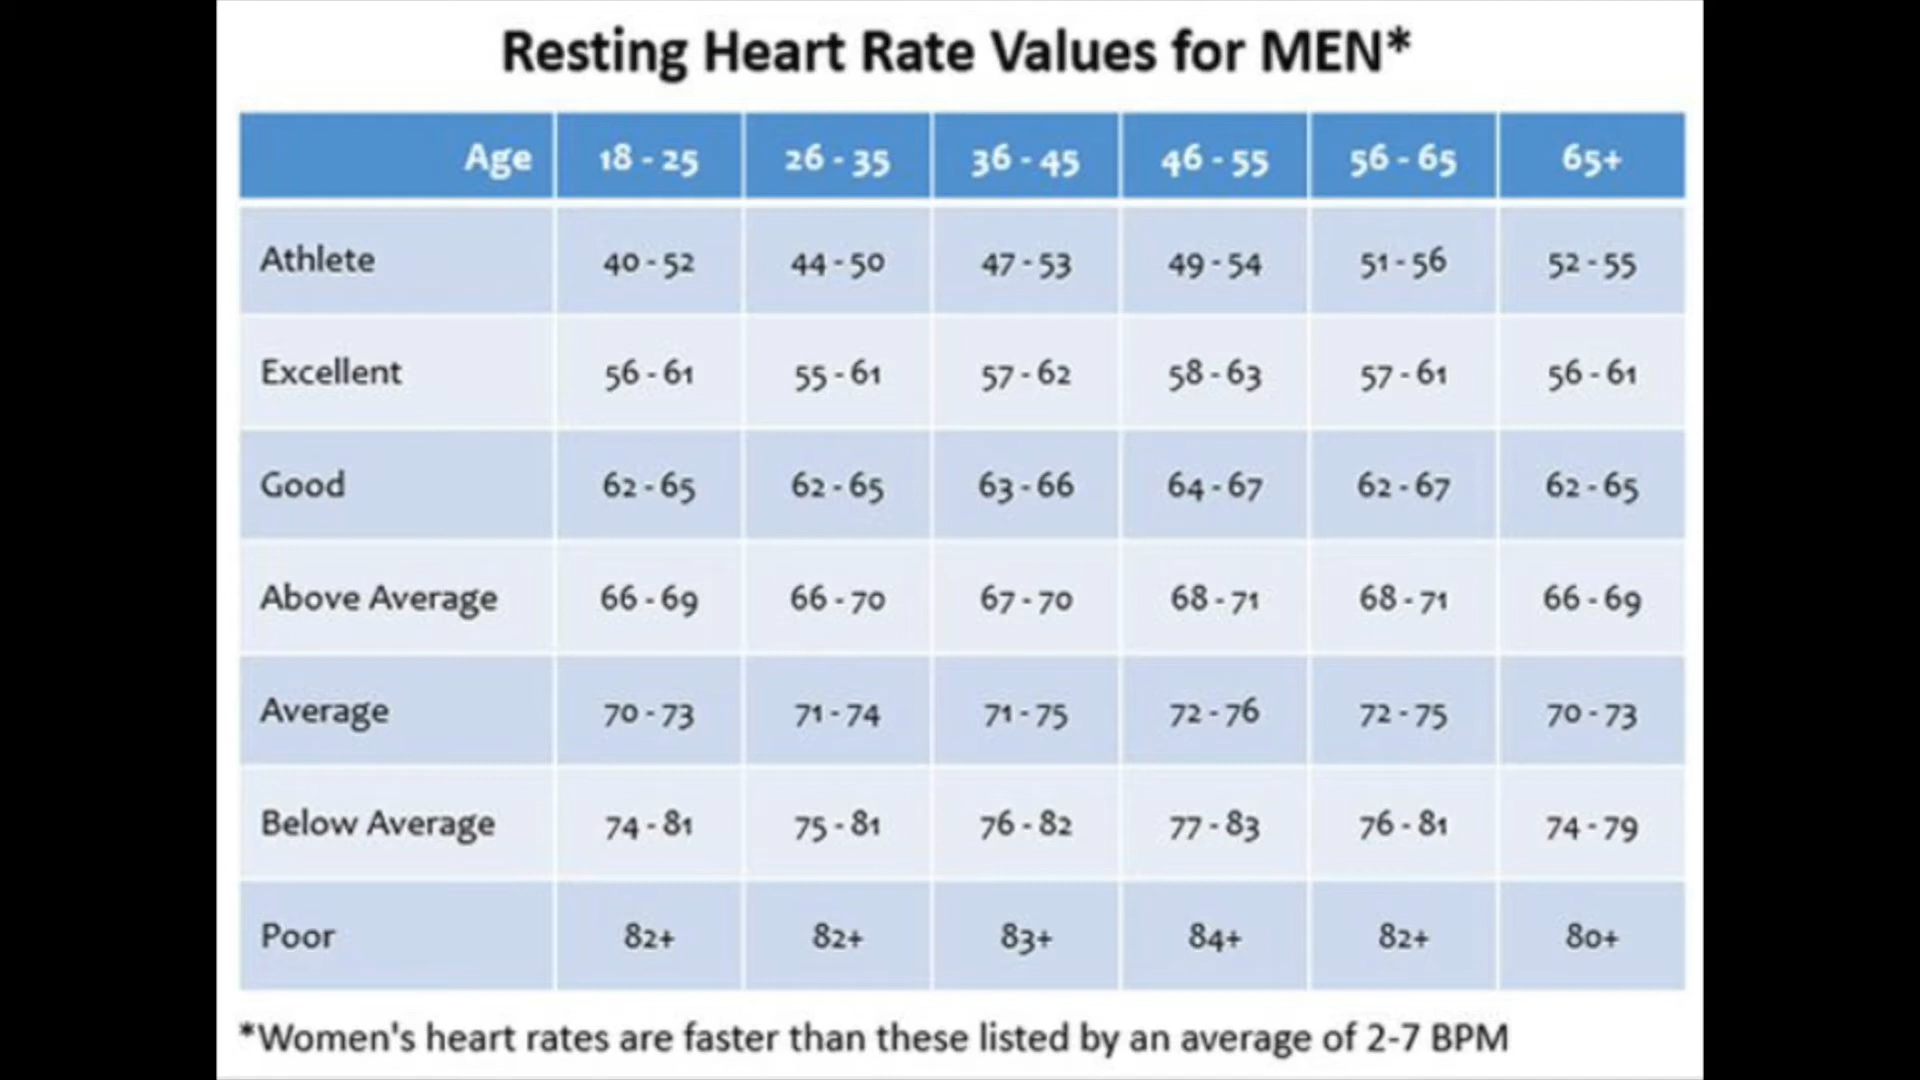 Resting Heart Rate Values for MEN*
Age 18 - 25 26 - 35 36 - 45 46 - 55 56 - 65 65+
Athlete 40 - 52 44 - 50 47 - 53 49 - 54 51 - 56 52 - 55
Excellent 56 - 61 55 - 61 57 - 62 58 - 63 57 - 61 56 - 61
Good 62 - 65 62 - 65 63 - 66 64 - 67 62 - 67 62 - 65
Above Average 66 - 69 66 - 70 67 - 70 68 - 71 68 - 71 66 - 69
Average 70 - 73 71 - 74 71 - 75 72 - 76 72 - 75 70 - 73
Below Average 74 - 81 75 - 81 76 - 82 77 - 83 76 - 81 74 - 79
Poor 82+ 82+ 83+ 84+ 82+ 80+
*Women's heart rates are faster than these listed by an average of 2-7 BPM